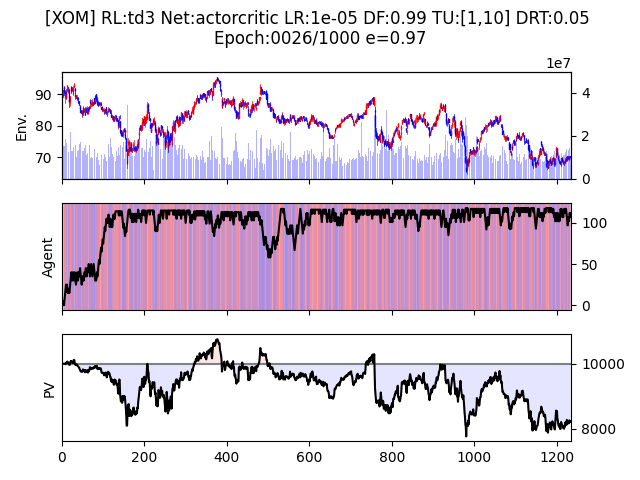 [XOM] RL:td3 Net:actorcritic LR:1e-05 DF:0.99 TU:[1,10] DRT:0.05
Epoch:0026/1000 e=0.97
1e7
Env.
90
80
70
4
2
0
Agent
100
50
0
PV
10000
8000
0 200 400 600 800 1000 1200